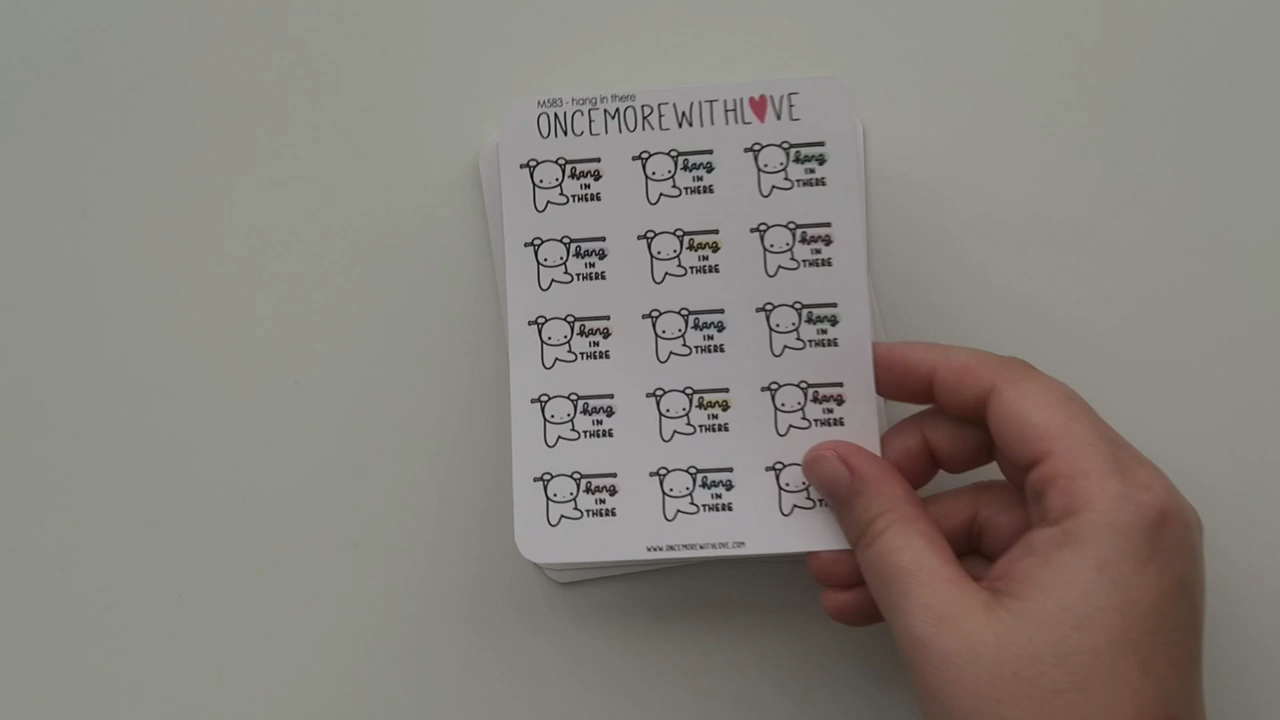 M583 - hang in there
ONCEMOREWITHL♥VE
hang IN THERE hang IN THERE hang IN THERE
hang IN THERE hang IN THERE hang IN THERE
hang IN THERE hang IN THERE hang IN THERE
hang IN THERE hang IN THERE hang IN THERE
hang IN THERE hang IN THERE
WWW.ONCEMOREWITHLOVE.COM